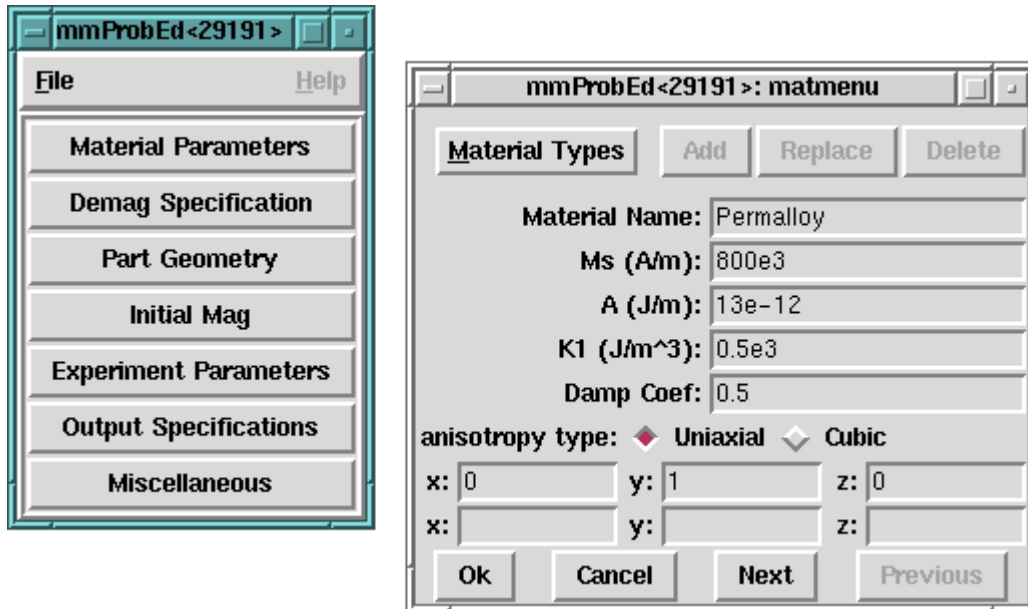 mmProbEd<29191>
File Help
Material Parameters
Demag Specification
Part Geometry
Initial Mag
Experiment Parameters
Output Specifications
Miscellaneous
mmProbEd<29191>: matmenu
Material Types Add Replace Delete
Material Name: Permalloy
Ms (A/m): 800e3
A (J/m): 13e-12
K1 (J/m^3): 0.5e3
Damp Coef: 0.5
anisotropy type: Uniaxial Cubic
x: 0 y: 1 z: 0
x: y: z:
Ok Cancel Next Previous